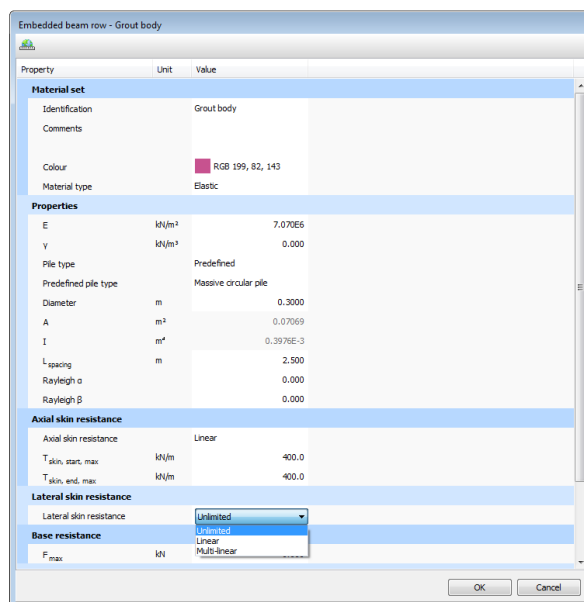 Embedded beam row - Grout body
Property Unit Value
Material set
Identification Grout body
Comments
Colour RGB 199, 82, 143
Material type Elastic
Properties
E kN/m² 7.070E6
γ kN/m³ 0.000
Pile type Predefined
Predefined pile type Massive circular pile
Diameter m 0.3000
A m² 0.07069
I m⁴ 0.3976E-3
L spacing m 2.500
Rayleigh α 0.000
Rayleigh β 0.000
Axial skin resistance
Axial skin resistance Linear
T skin, start, max kN/m 400.0
T skin, end, max kN/m 400.0
Lateral skin resistance
Lateral skin resistance Unlimited
Unlimited
Base resistance
Linear
Multi-linear
F max kN
OK Cancel